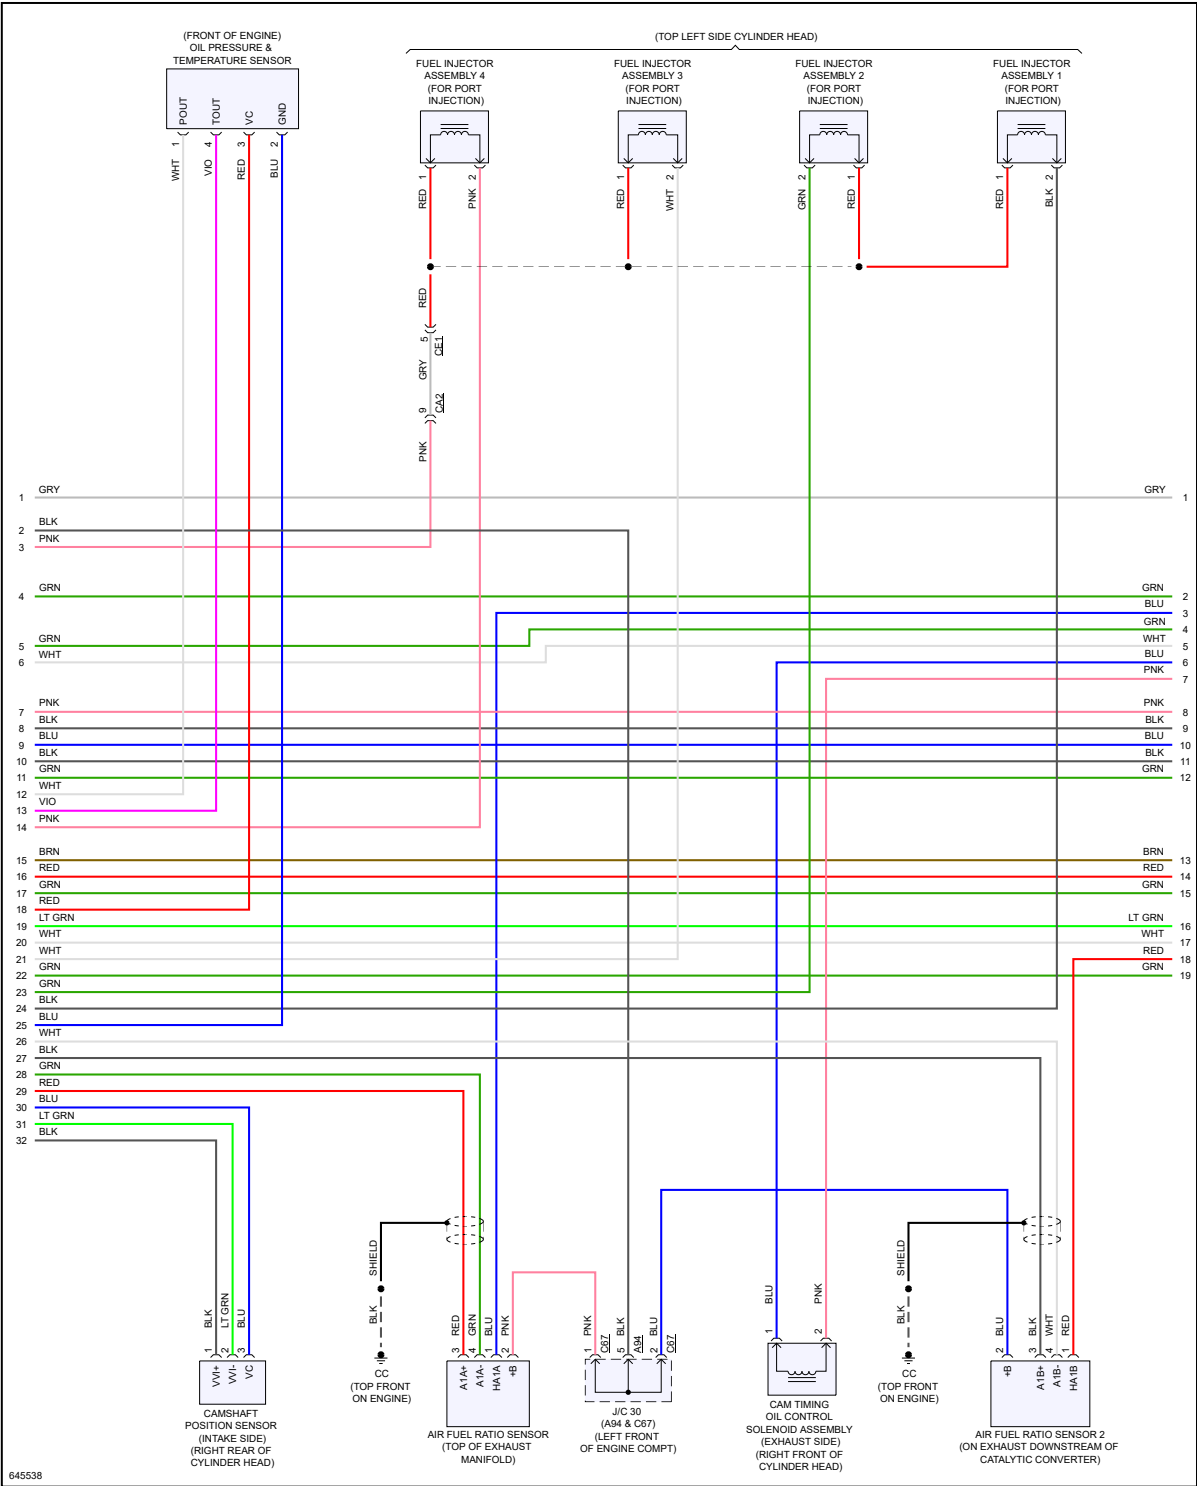 (FRONT OF ENGINE)
OIL PRESSURE &
TEMPERATURE SENSOR
POUT
TOUT
VC
GND
1
4
3
2
WHT
VIO
RED
BLU
(TOP LEFT SIDE CYLINDER HEAD)
FUEL INJECTOR
ASSEMBLY 4
(FOR PORT
INJECTION)
FUEL INJECTOR
ASSEMBLY 3
(FOR PORT
INJECTION)
FUEL INJECTOR
ASSEMBLY 2
(FOR PORT
INJECTION)
FUEL INJECTOR
ASSEMBLY 1
(FOR PORT
INJECTION)
1
2
1
2
2
1
1
2
RED
PNK
RED
WHT
GRN
RED
RED
BLK
RED
5
CE1
GRY
9
CA2
PNK
1 GRY
2 BLK
3 PNK
4 GRN
5 GRN
6 WHT
7 PNK
8 BLK
9 BLU
10 BLK
11 GRN
12 WHT
13 VIO
14 PNK
15 BRN
16 RED
17 GRN
18 RED
19 LT GRN
20 WHT
21 WHT
22 GRN
23 GRN
24 BLK
25 BLU
26 WHT
27 BLK
28 GRN
29 RED
30 BLU
31 LT GRN
32 BLK
GRY 1
GRN 2
BLU 3
GRN 4
WHT 5
BLU 6
PNK 7
PNK 8
BLK 9
BLU 10
BLK 11
GRN 12
BRN 13
RED 14
GRN 15
LT GRN 16
WHT 17
RED 18
GRN 19
BLK
LT GRN
BLU
1
2
3
VVI+
VVI-
VC
CAMSHAFT
POSITION SENSOR
(INTAKE SIDE)
(RIGHT REAR OF
CYLINDER HEAD)
SHIELD
BLK
CC
(TOP FRONT
ON ENGINE)
RED
GRN
BLU
PNK
3
4
1
2
A1A+
A1A-
HA1A
+B
AIR FUEL RATIO SENSOR
(TOP OF EXHAUST
MANIFOLD)
PNK
BLK
BLU
1
C67
5
A94
2
C67
J/C 30
(A94 & C67)
(LEFT FRONT
OF ENGINE COMPT)
BLU
PNK
1
2
CAM TIMING
OIL CONTROL
SOLENOID ASSEMBLY
(EXHAUST SIDE)
(RIGHT FRONT OF
CYLINDER HEAD)
SHIELD
BLK
CC
(TOP FRONT
ON ENGINE)
BLU
BLK
WHT
RED
2
3
4
1
+B
A1B+
A1B-
HA1B
AIR FUEL RATIO SENSOR 2
(ON EXHAUST DOWNSTREAM OF
CATALYTIC CONVERTER)
645538